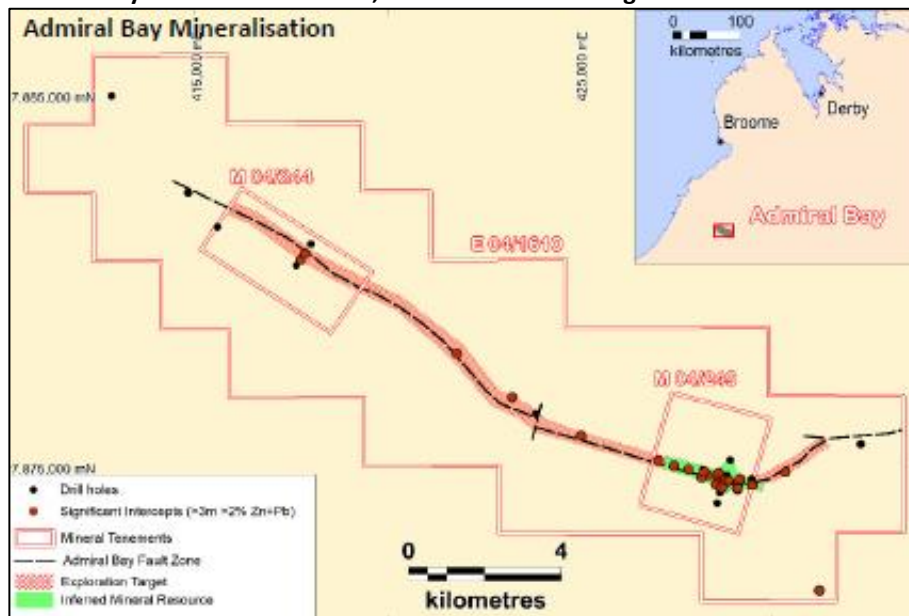 Admiral Bay Mineralisation
415,000 mE
425,000 mE
0 100
kilometres
Derby
Broome
Admiral Bay
7,885,000 mN
M 04/244
E 04/1610
M 04/249
7,875,000 mN
Drill holes
Significant Intercepts (>3m >2% Zn+Pb)
Mineral Tenements
Admiral Bay Fault Zone
Exploration Target
Inferred Mineral Resource
0 4
kilometres